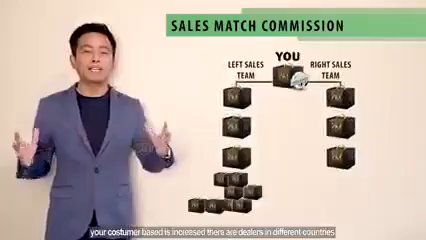 SALES MATCH COMMISSION
YOU
LEFT SALES
TEAM
RIGHT SALES
TEAM
your costumer based is increased there are dealers in different countries